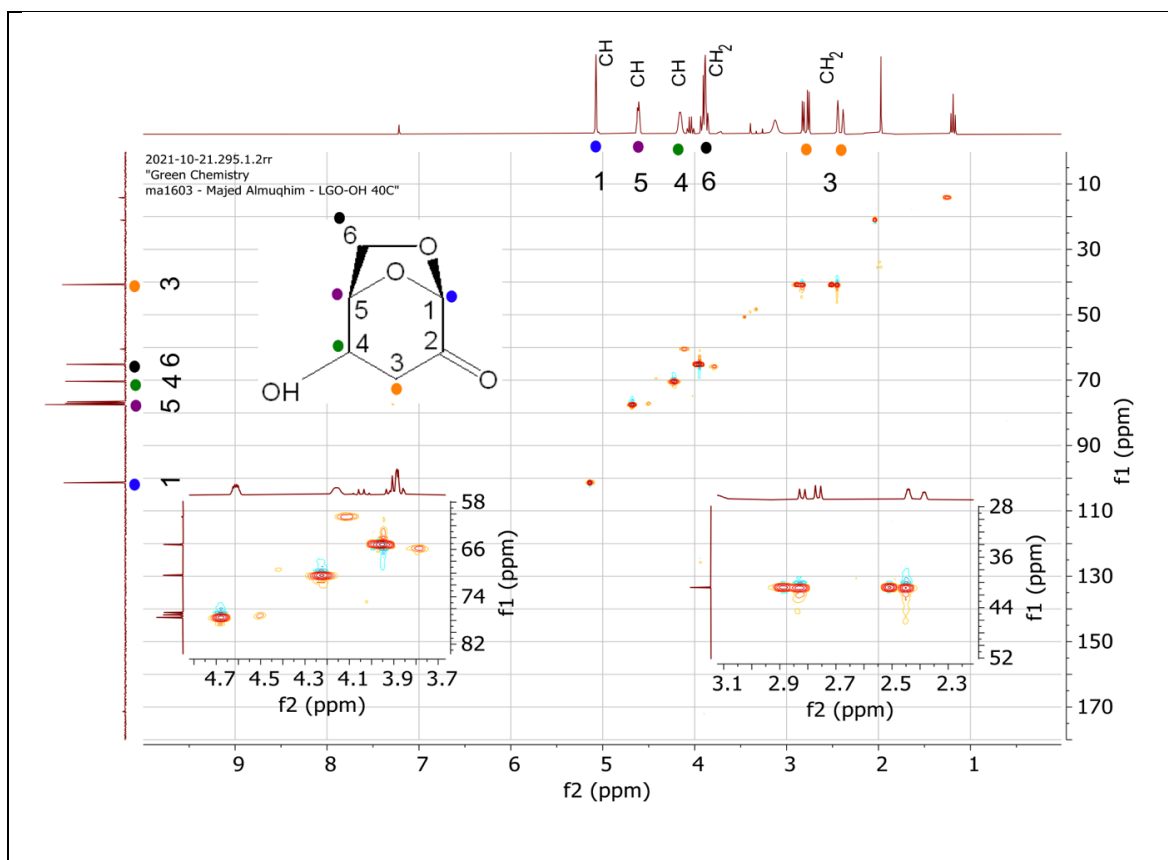 CH CH CH CH2 CH2
2021-10-21.295.1.2rr
"Green Chemistry
ma1603 - Majed Almuqhim - LGO-OH 40C"
1 5 4 6 3
6
O
O
5 1
4 2
3
OH O
3
6
4
5
1
10
30
50
70
90
110
130
150
170
f1 (ppm)
58
66
74
82
f1 (ppm)
4.7 4.5 4.3 4.1 3.9 3.7
f2 (ppm)
28
36
44
52
f1 (ppm)
3.1 2.9 2.7 2.5 2.3
f2 (ppm)
9 8 7 6 5 4 3 2 1
f2 (ppm)